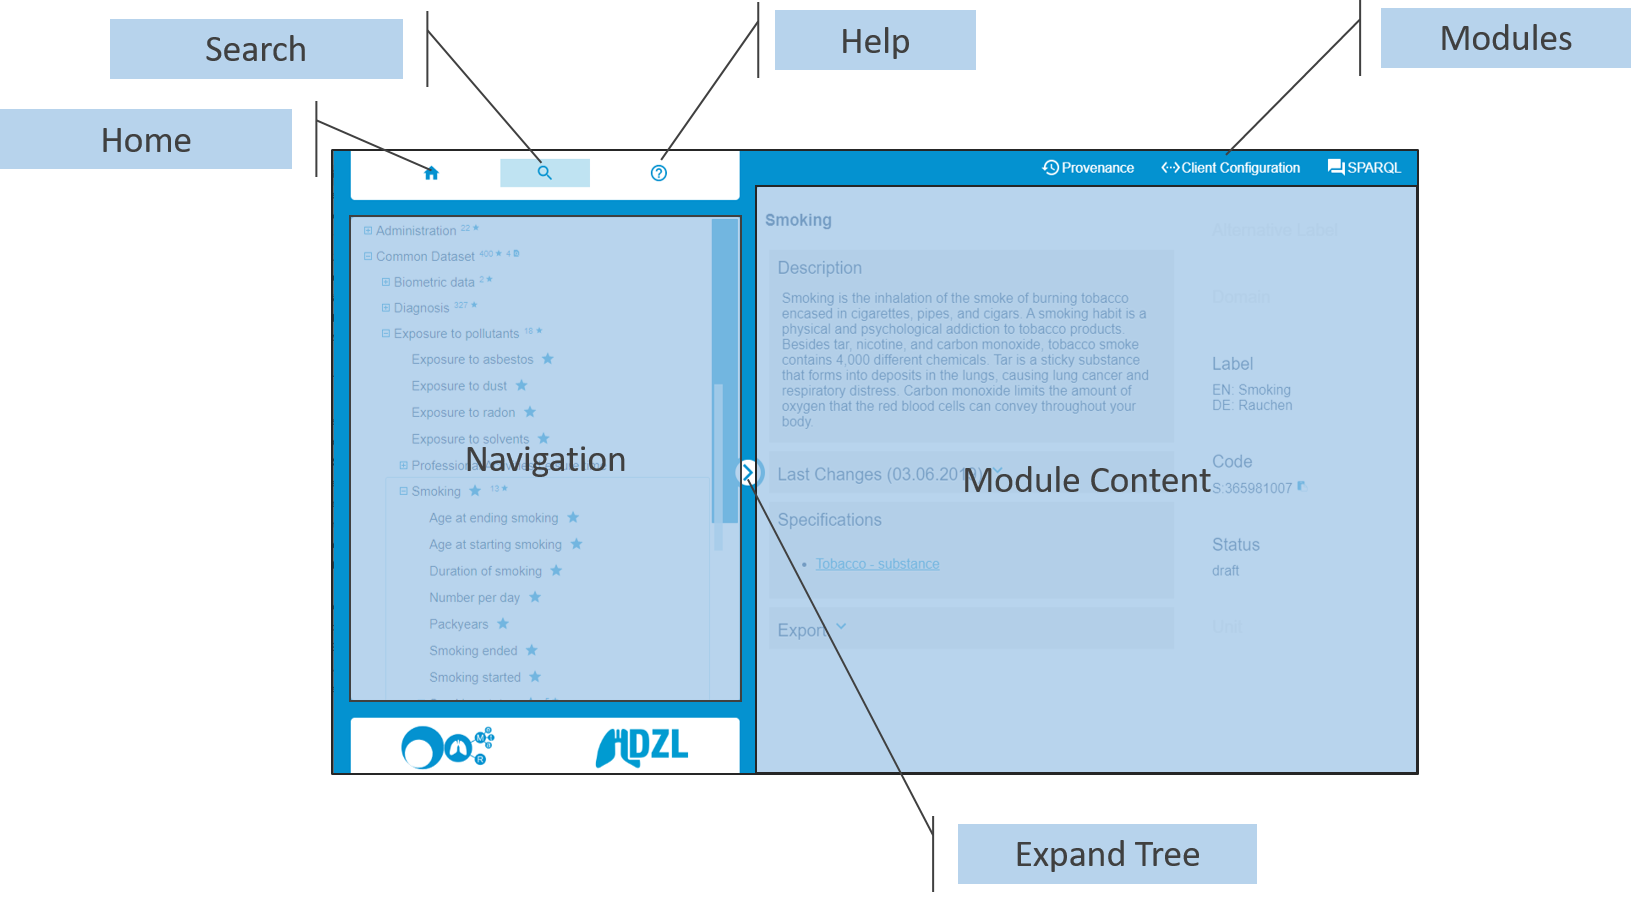 Search
Help
Modules
Home
Provenance
Client Configuration
SPARQL
Administration 22
Common Dataset 400 4
Biometric data 2
Diagnosis 327
Exposure to pollutants 18
Exposure to asbestos
Exposure to dust
Exposure to radon
Exposure to solvents
Navigation
Smoking 13
Age at ending smoking
Age at starting smoking
Duration of smoking
Number per day
Packyears
Smoking ended
Smoking started
DZL
Smoking
Description
Smoking is the inhalation of the smoke of burning tobacco
encased in cigarettes, pipes, and cigars. A smoking habit is a
physical and psychological addiction to tobacco products.
Besides tar, nicotine, and carbon monoxide, tobacco smoke
contains 4,000 different chemicals. Tar is a sticky substance
that forms into deposits in the lungs, causing lung cancer and
respiratory distress. Carbon monoxide limits the amount of
oxygen that the red blood cells can convey throughout your
body.
Last Changes
Module Content
Specifications
Tobacco - substance
Export
Alternative Label
Domain
Label
EN: Smoking
DE: Rauchen
Code
S:365981007
Status
draft
Unit
Expand Tree